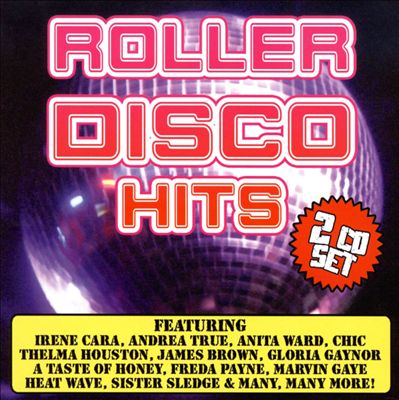 ROLLER
DISCO
HITS
2 CD
SET
FEATURING
IRENE CARA, ANDREA TRUE, ANITA WARD, CHIC
THELMA HOUSTON, JAMES BROWN, GLORIA GAYNOR
A TASTE OF HONEY, FREDA PAYNE, MARVIN GAYE
HEAT WAVE, SISTER SLEDGE & MANY, MANY MORE!